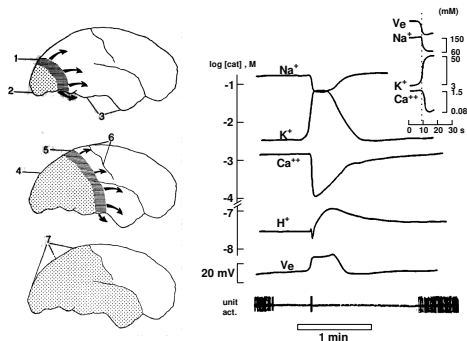 1
2
3
5
6
4
7
log [cat] , M
Na⁺
-1
-2
K⁺
-3
Ca⁺⁺
-4
-7
H⁺
-8
Ve
20 mV
unit
act.
1 min
(mM)
Ve
Na⁺
150
60
50
K⁺
3
Ca⁺⁺
1.5
0.08
0 10 20 30 s